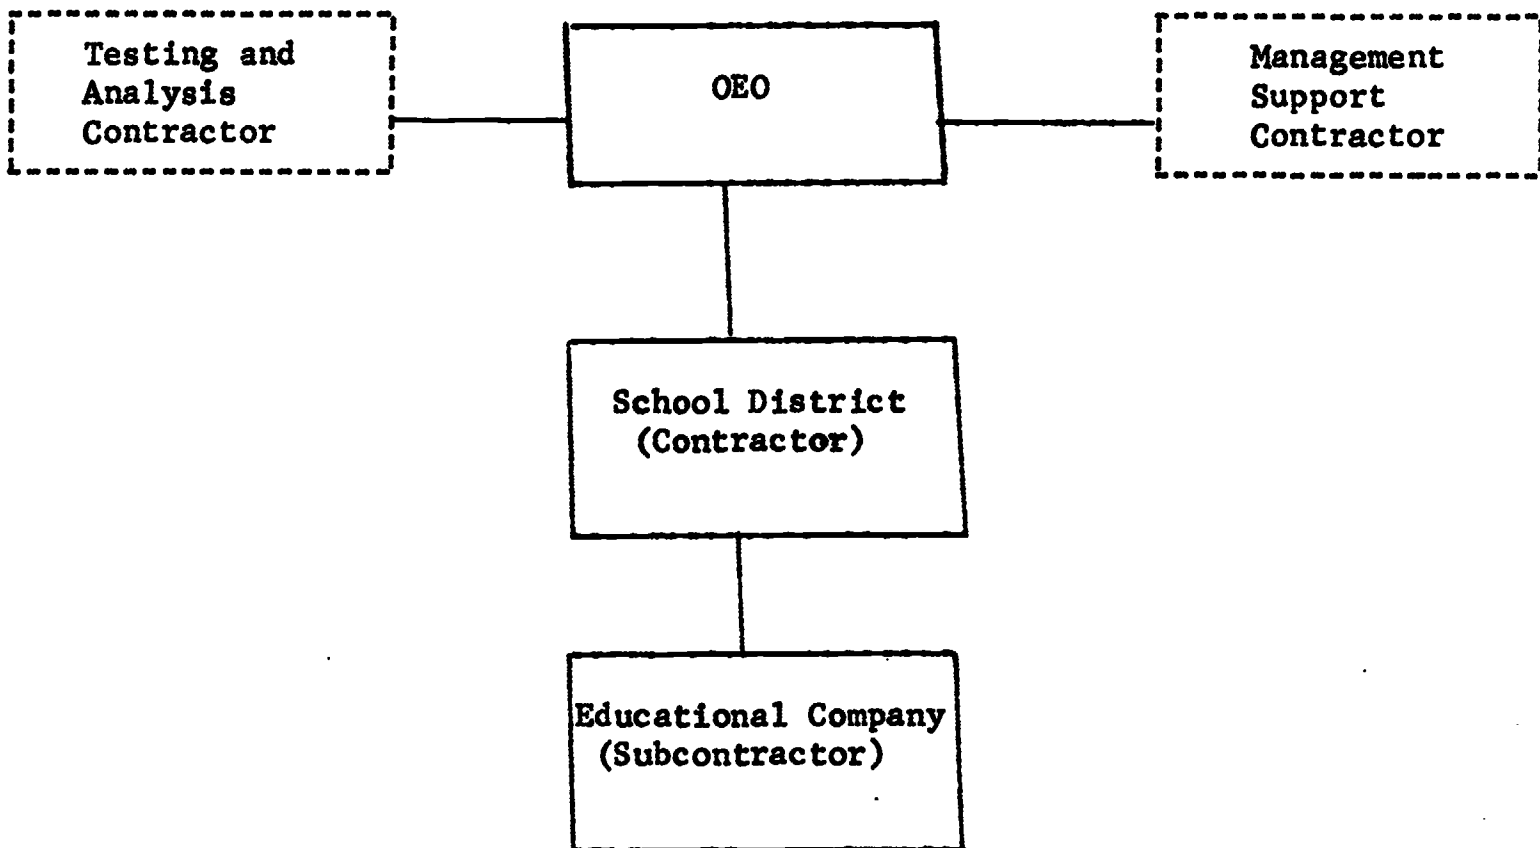 Testing and
Analysis
Contractor
OEO
Management
Support
Contractor
School District
(Contractor)
Educational Company
(Subcontractor)